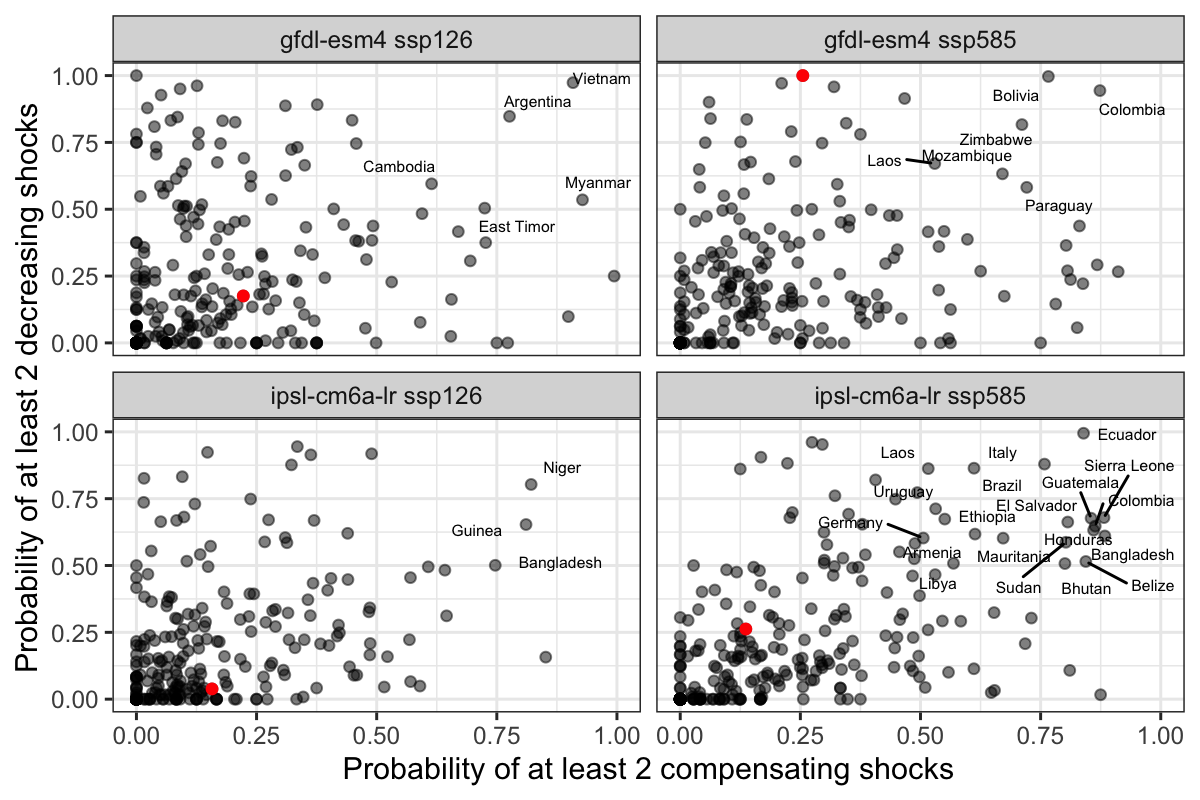 gfdl-esm4 ssp126
gfdl-esm4 ssp585
1.00
0.75
0.50
0.25
0.00
Vietnam
Argentina
Cambodia
Myanmar
East Timor
Bolivia
Colombia
Zimbabwe
Laos
Mozambique
Paraguay
ipsl-cm6a-lr ssp126
ipsl-cm6a-lr ssp585
1.00
0.75
0.50
0.25
0.00
Niger
Guinea
Bangladesh
Ecuador
Laos
Italy
Sierra Leone
Uruguay
Brazil
Guatemala
El Salvador
Colombia
Germany
Ethiopia
Honduras
Armenia
Mauritania
Bangladesh
Libya
Sudan
Bhutan
Belize
0.00 0.25 0.50 0.75 1.00
0.00 0.25 0.50 0.75 1.00
Probability of at least 2 compensating shocks
Probability of at least 2 decreasing shocks